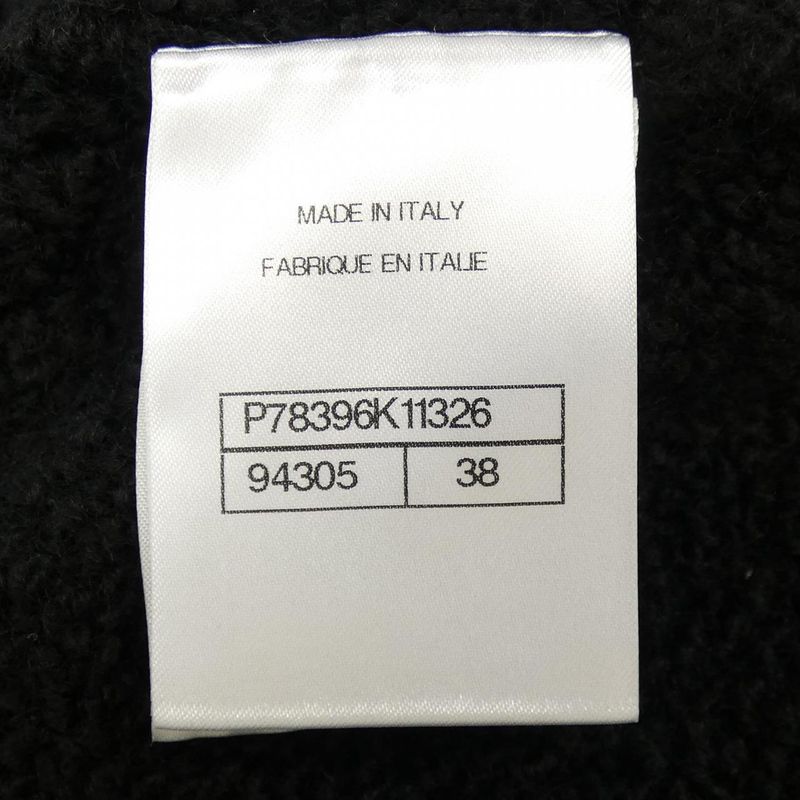 MADE IN ITALY
FABRIQUE EN ITALIE
P78396K11326
94305 38